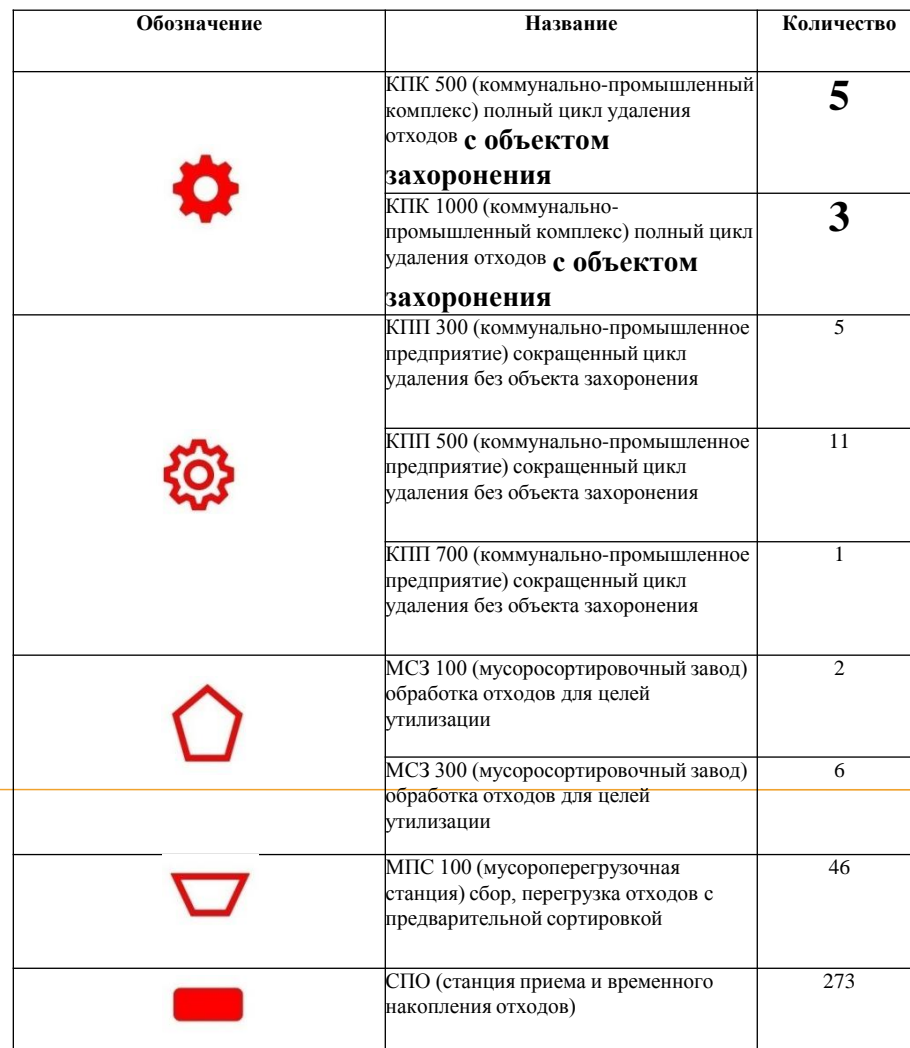 Обозначение Название Количество
КПК 500 (коммунально-промышленный 5
комплекс) полный цикл удаления
отходов с объектом
захоронения
КПК 1000 (коммунально- 3
промышленный комплекс) полный цикл
удаления отходов с объектом
захоронения
КПП 300 (коммунально-промышленное 5
предприятие) сокращенный цикл
удаления без объекта захоронения
КПП 500 (коммунально-промышленное 11
предприятие) сокращенный цикл
удаления без объекта захоронения
КПП 700 (коммунально-промышленное 1
предприятие) сокращенный цикл
удаления без объекта захоронения
МСЗ 100 (мусоросортировочный завод) 2
обработка отходов для целей
утилизации
МСЗ 300 (мусоросортировочный завод) 6
обработка отходов для целей
утилизации
МПС 100 (мусороперегрузочная 46
станция) сбор, перегрузка отходов с
предварительной сортировкой
СПО (станция приема и временного 273
накопления отходов)